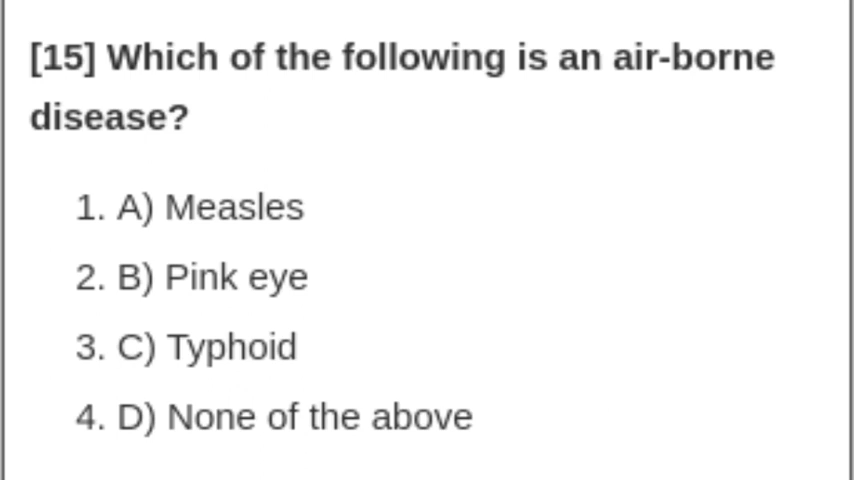 [15] Which of the following is an air-borne
disease?
1. A) Measles
2. B) Pink eye
3. C) Typhoid
4. D) None of the above